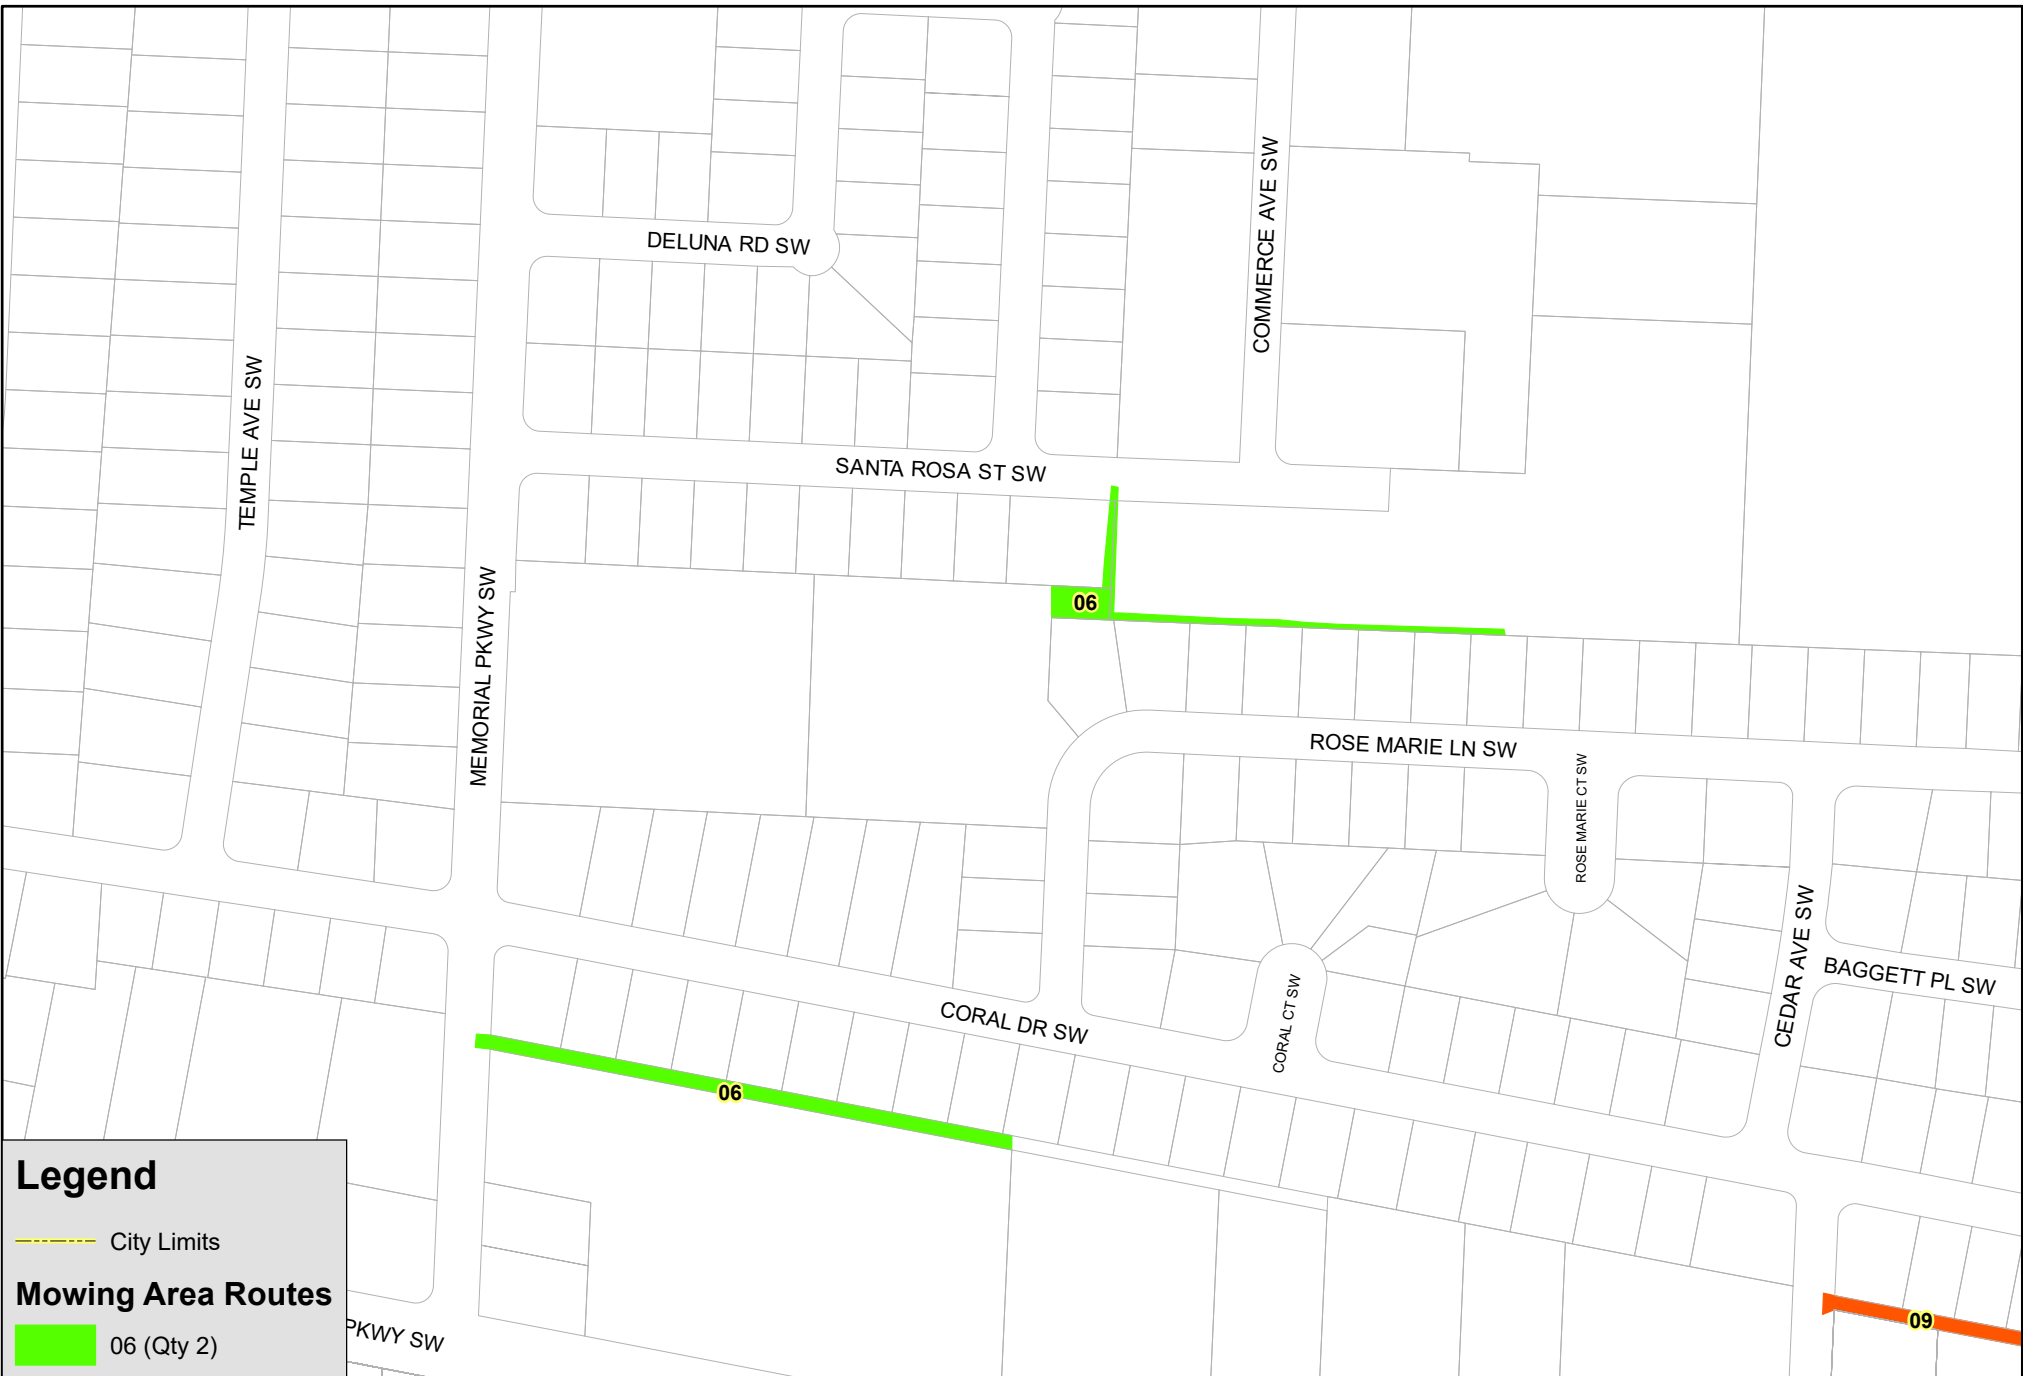 DELUNA RD SW
COMMERCE AVE SW
TEMPLE AVE SW
SANTA ROSA ST SW
MEMORIAL PKWY SW
06
ROSE MARIE LN SW
ROSE MARIE CT SW
CEDAR AVE SW
BAGGETT PL SW
CORAL DR SW
CORAL CT SW
06
09
PKWY SW
Legend
City Limits
Mowing Area Routes
06 (Qty 2)